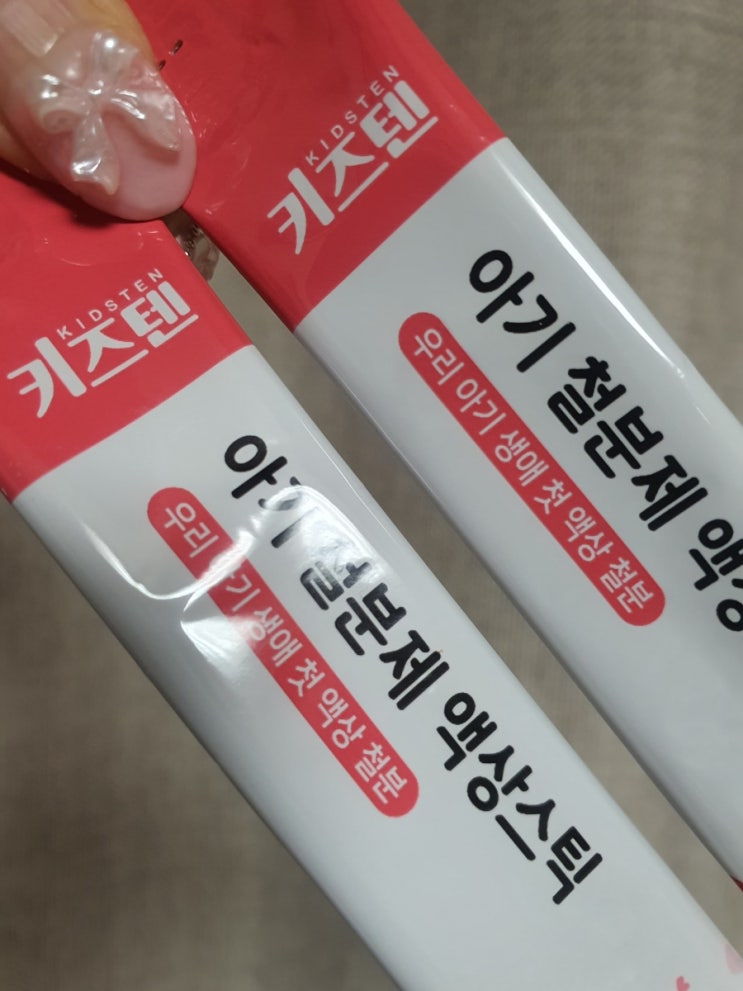 KIDSTEN
키즈텐
아기 철분제 액상스틱
우리 아기 생애 첫 액상 철분
KIDSTEN
키즈텐
아기 철분제 액상
우리 아기 생애 첫 액상 철분